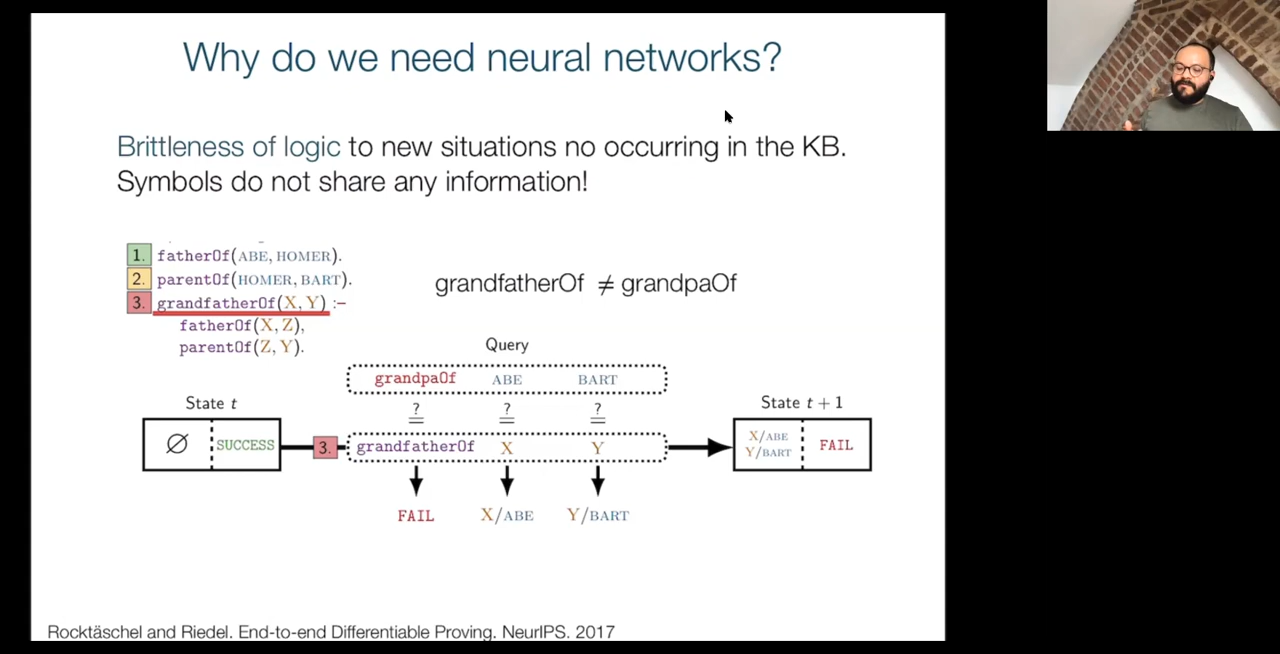 Why do we need neural networks?
Brittleness of logic to new situations no occurring in the KB.
Symbols do not share any information!
1. fatherOf(ABE, HOMER).
2. parentOf(HOMER, BART).
3. grandfatherOf(X, Y) :–
fatherOf(X, Z),
parentOf(Z, Y).
grandfatherOf ≠ grandpaOf
Query
grandpaOf ABE BART
? ? ?
= = =
State t
∅ SUCCESS
3. grandfatherOf X Y
State t + 1
X/ABE
Y/BART
FAIL
FAIL X/ABE Y/BART
Rocktäschel and Riedel. End-to-end Differentiable Proving. NeurIPS. 2017